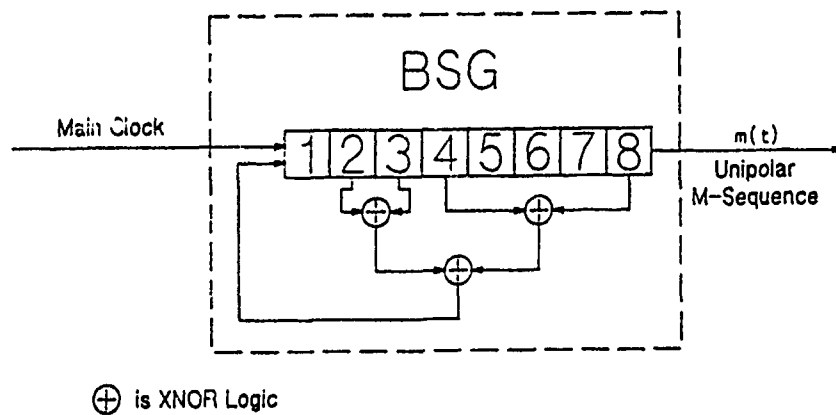 BSG
Main Clock
1 2 3 4 5 6 7 8
m(t)
Unipolar
M-Sequence
⊕ is XNOR Logic